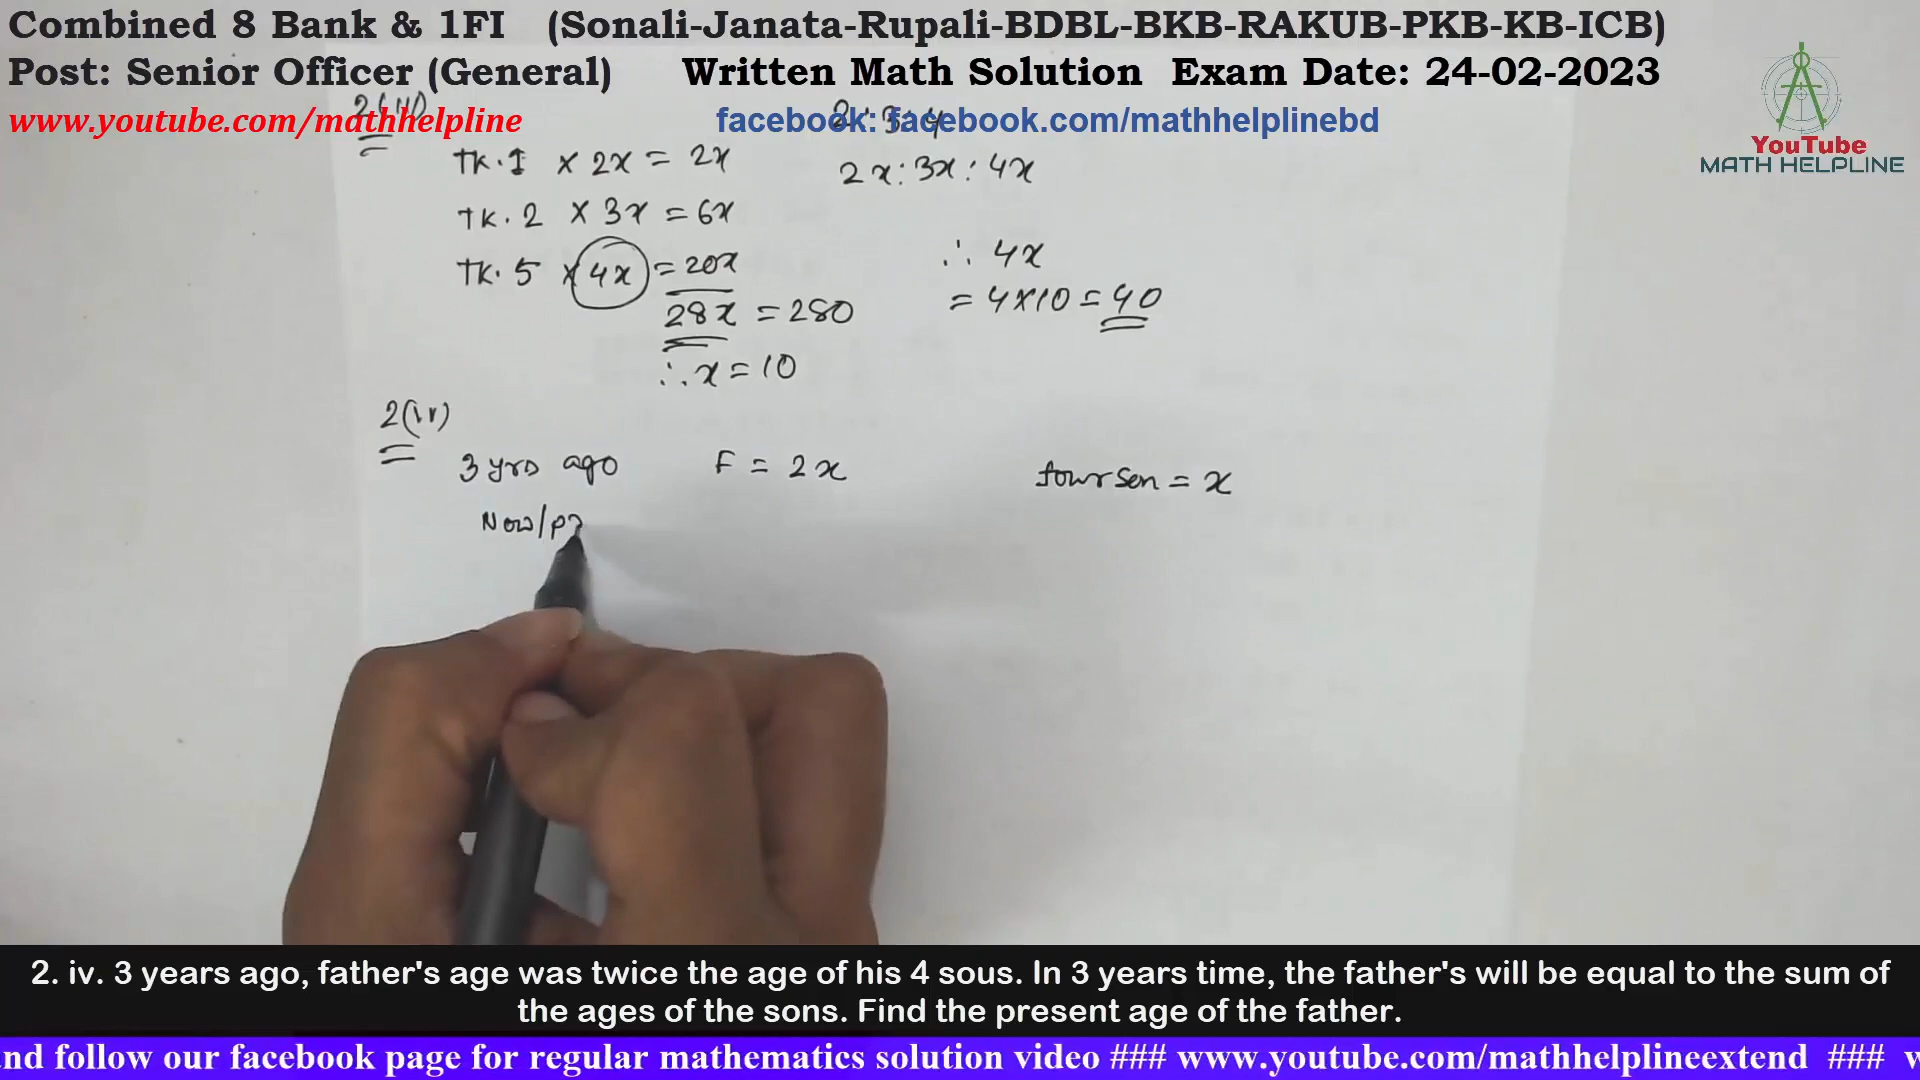 Combined 8 Bank & 1FI (Sonali-Janata-Rupali-BDBL-BKB-RAKUB-PKB-KB-ICB)
Post: Senior Officer (General) Written Math Solution Exam Date: 24-02-2023
www.youtube.com/mathhelpline facebook: facebook.com/mathhelplinebd
YouTube
MATH HELPLINE
2 : 3 : 4
TK. 1 × 2x = 2x 2x : 3x : 4x
TK. 2 × 3x = 6x
TK. 5 × 4x = 20x ∴ 4x
28x = 280 = 4×10 = 40
∴ x = 10
2(iv)
3 yrs ago F = 2x four son = x
Now/pr
2. iv. 3 years ago, father's age was twice the age of his 4 sous. In 3 years time, the father's will be equal to the sum of
the ages of the sons. Find the present age of the father.
nd follow our facebook page for regular mathematics solution video ### www.youtube.com/mathhelplineextend ### w